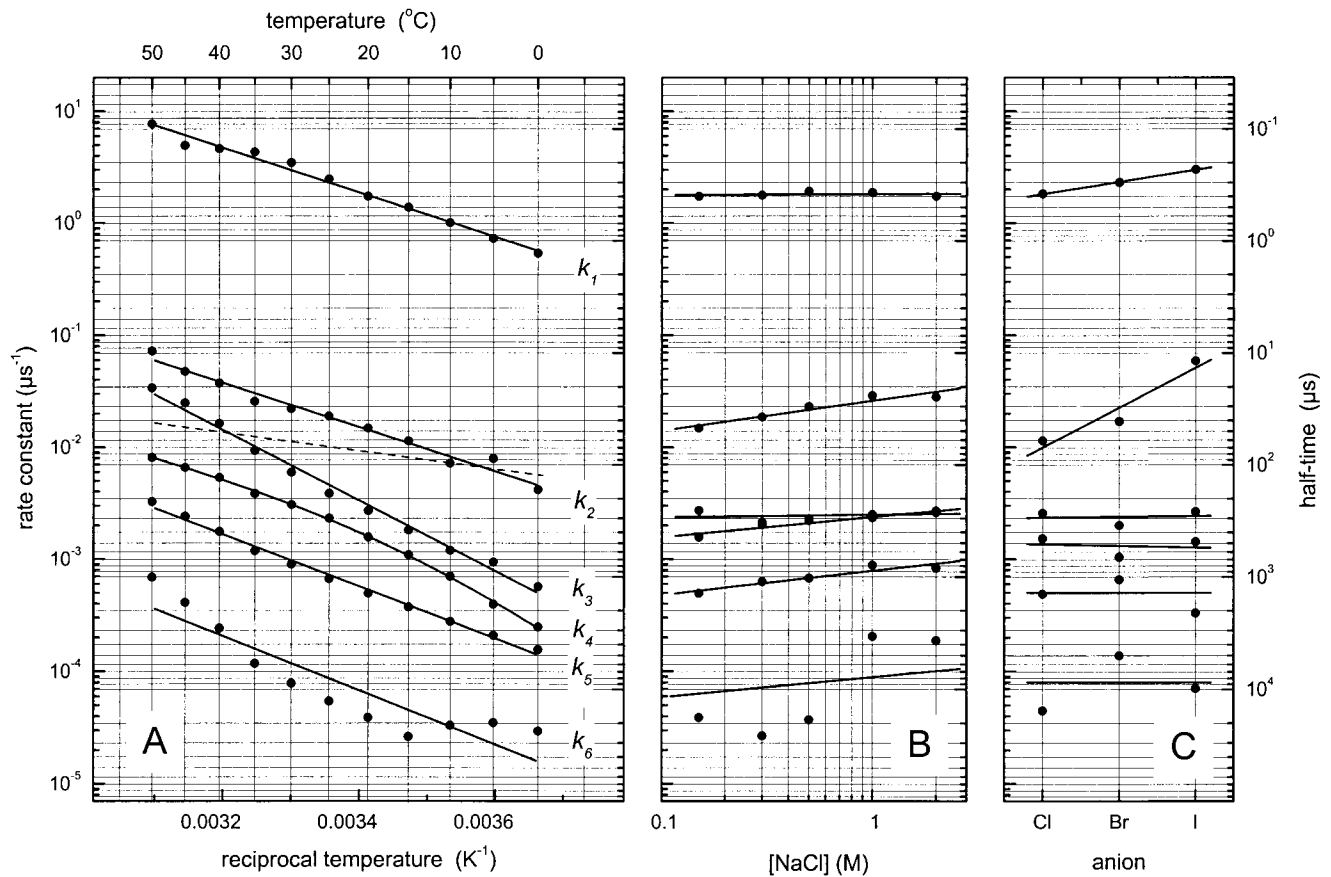 temperature (°C)
50 40 30 20 10 0
rate constant (µs⁻¹)
10¹
10⁰
10⁻¹
10⁻²
10⁻³
10⁻⁴
10⁻⁵
k₁
k₂
k₃
k₄
k₅
k₆
A
0.0032 0.0034 0.0036
reciprocal temperature (K⁻¹)
B
0.1 1
[NaCl] (M)
C
Cl Br I
anion
10⁻¹
10⁰
10¹
10²
10³
10⁴
half-time (µs)